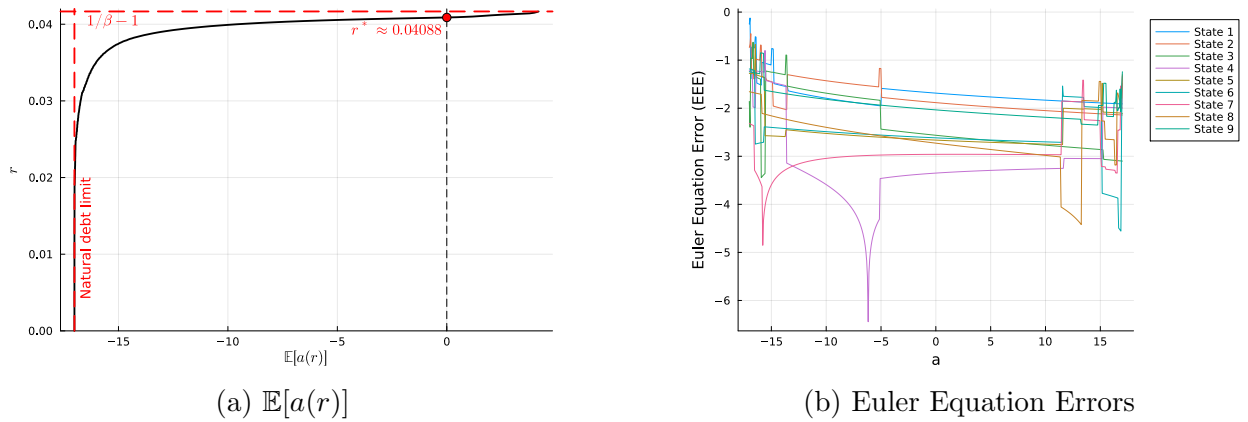 0.04
0.03
0.02
0.01
0.00
r
1/β − 1
r* ≈ 0.04088
Natural debt limit
−15
−10
−5
0
𝔼[a(r)]
(a) 𝔼[a(r)]
0
−1
−2
−3
−4
−5
−6
Euler Equation Error (EEE)
−15
−10
−5
0
5
10
15
a
State 1
State 2
State 3
State 4
State 5
State 6
State 7
State 8
State 9
(b) Euler Equation Errors